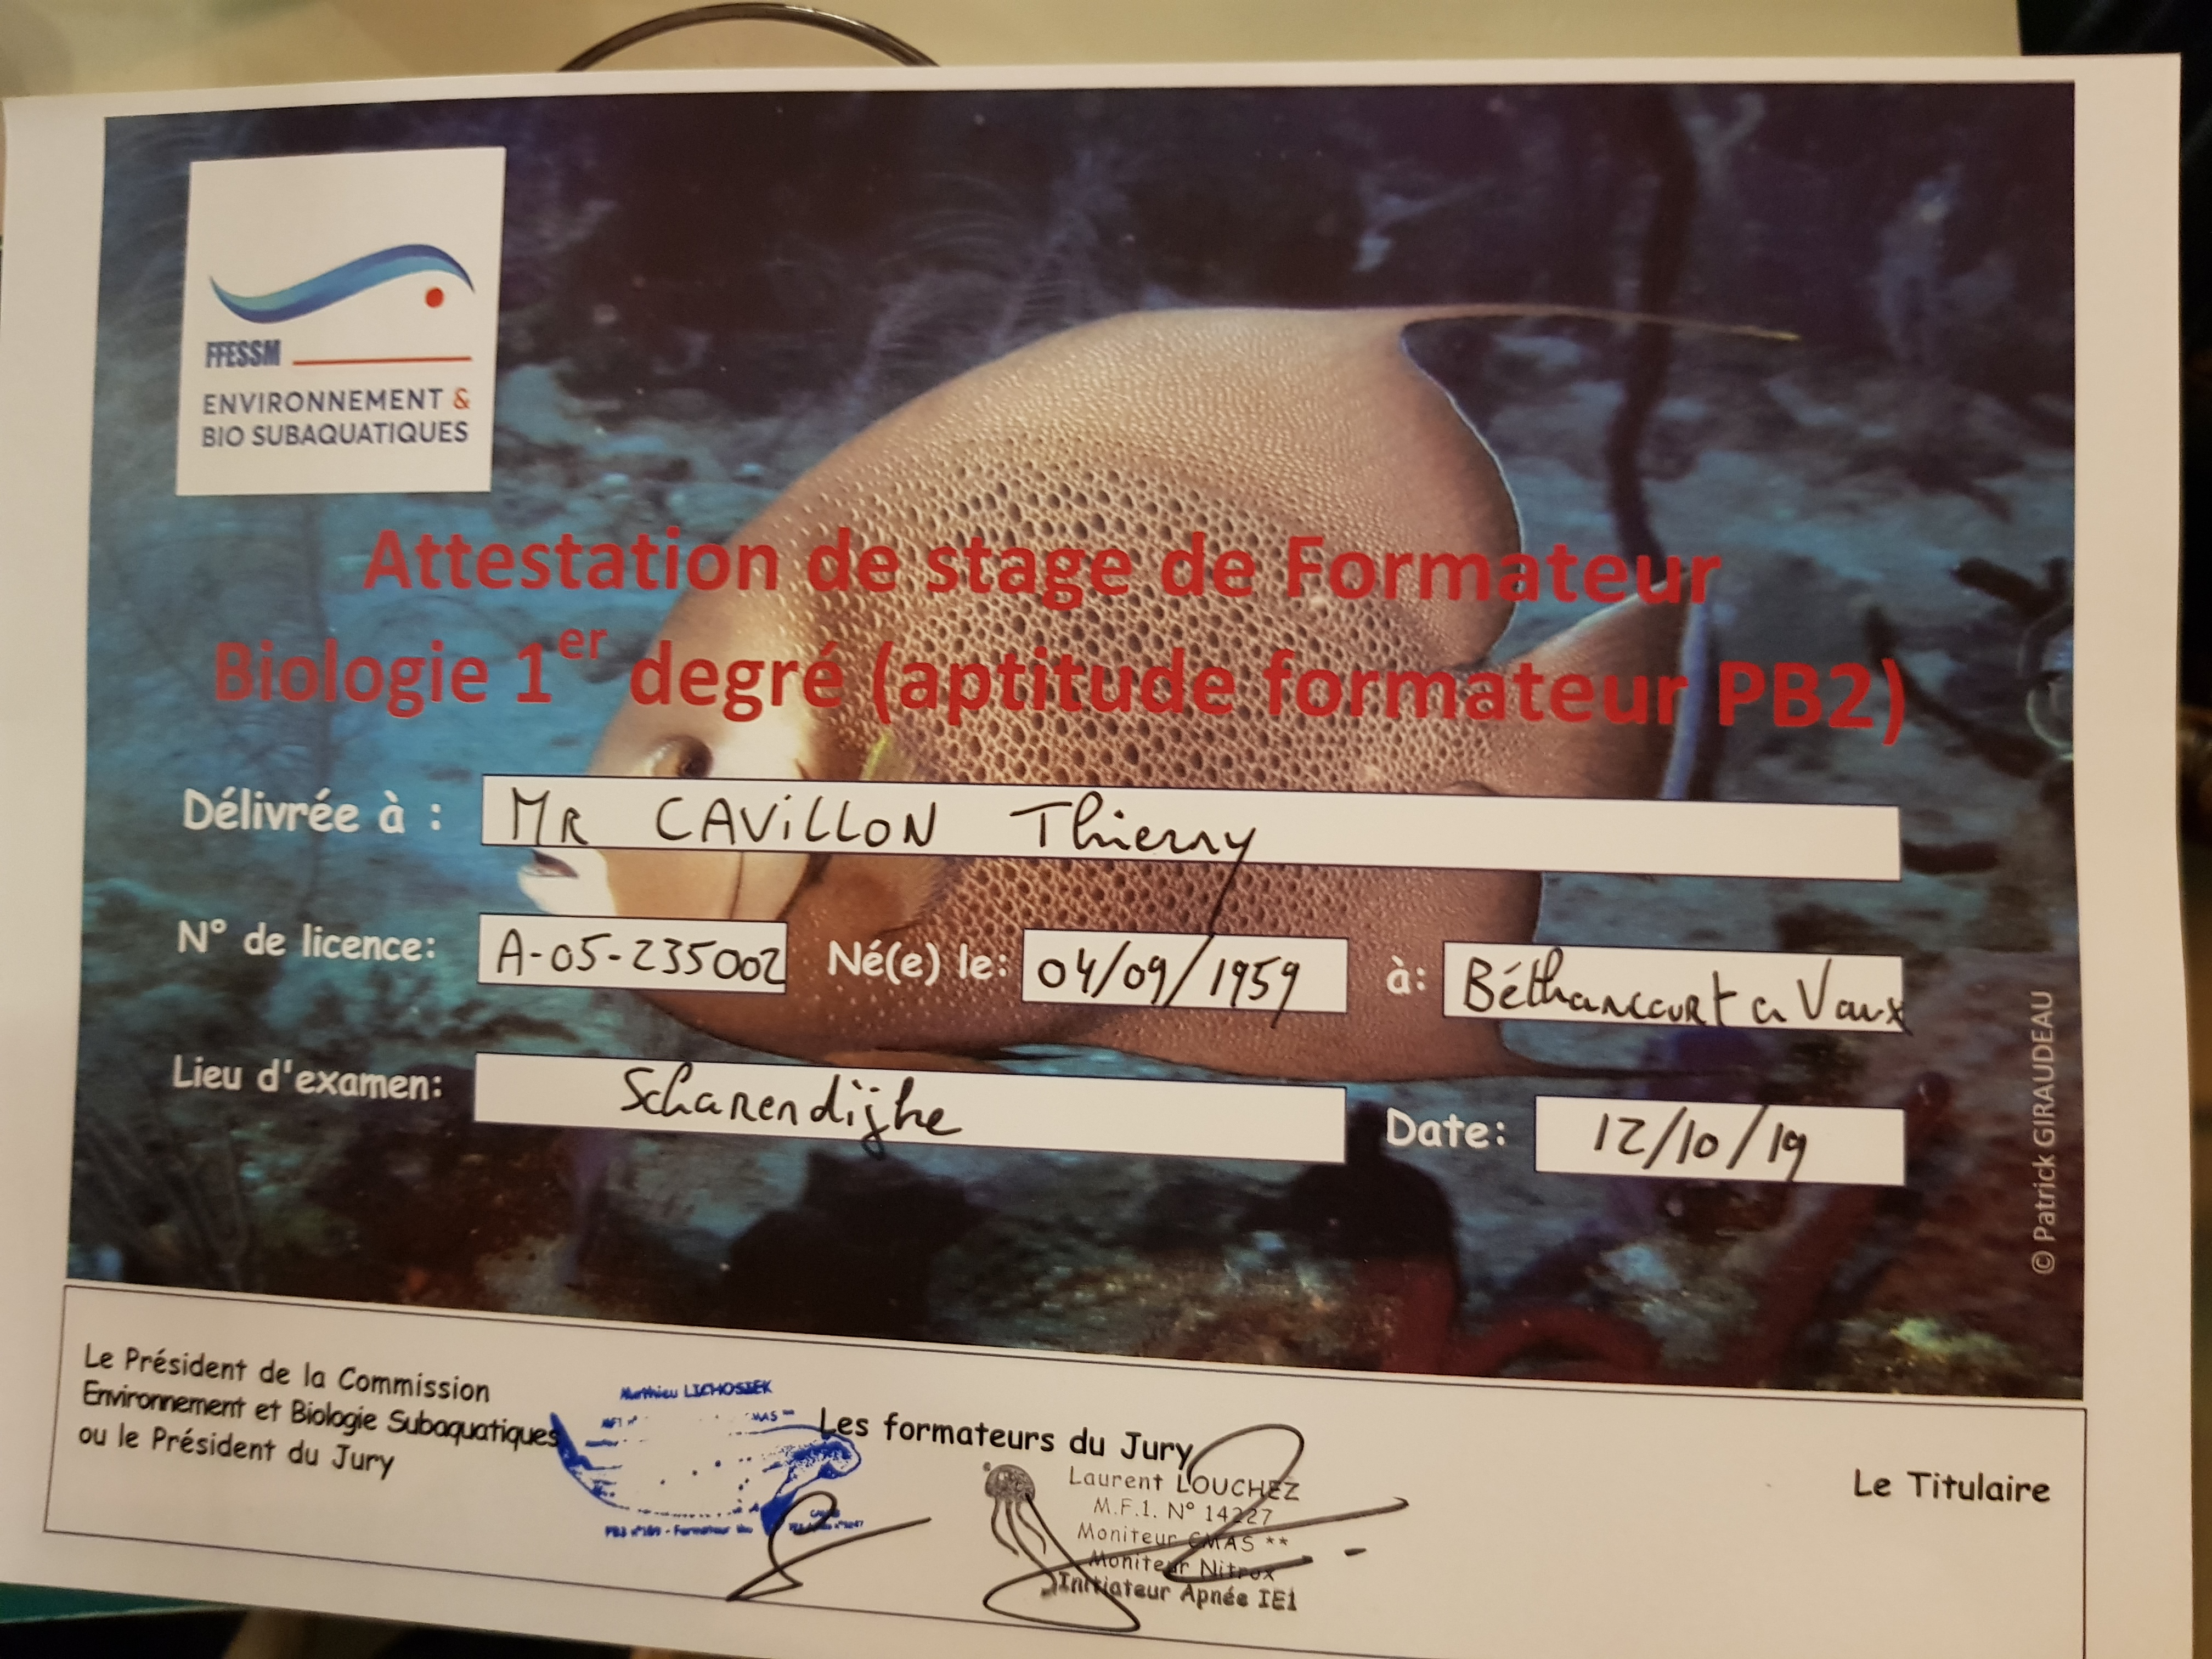 FFESSM
ENVIRONNEMENT &
BIO SUBAQUATIQUES
Attestation de stage de Formateur
Biologie 1er degré (aptitude formateur PB2)
Délivrée à : MR CAViLLON Thierry
N° de licence: A-05-235002 Né(e) le: 04/09/1959 à: Béthancourt a Vaux
Lieu d'examen: Scharendijke Date: 12/10/19
© Patrick GIRAUDEAU
Le Président de la Commission
Environnement et Biologie Subaquatiques
ou le Président du Jury
Matthieu LICHOSIEK
Les formateurs du Jury
Laurent LOUCHEZ
M.F.1. N° 14227
Moniteur CMAS **
Moniteur Nitrox
Initiateur Apnée IE1
Le Titulaire